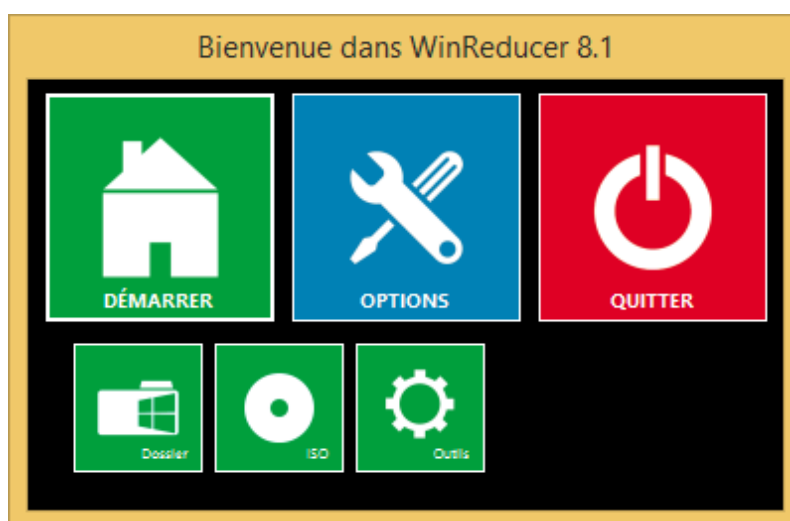 Bienvenue dans WinReducer 8.1
DÉMARRER
OPTIONS
QUITTER
Dossier
ISO
Outils